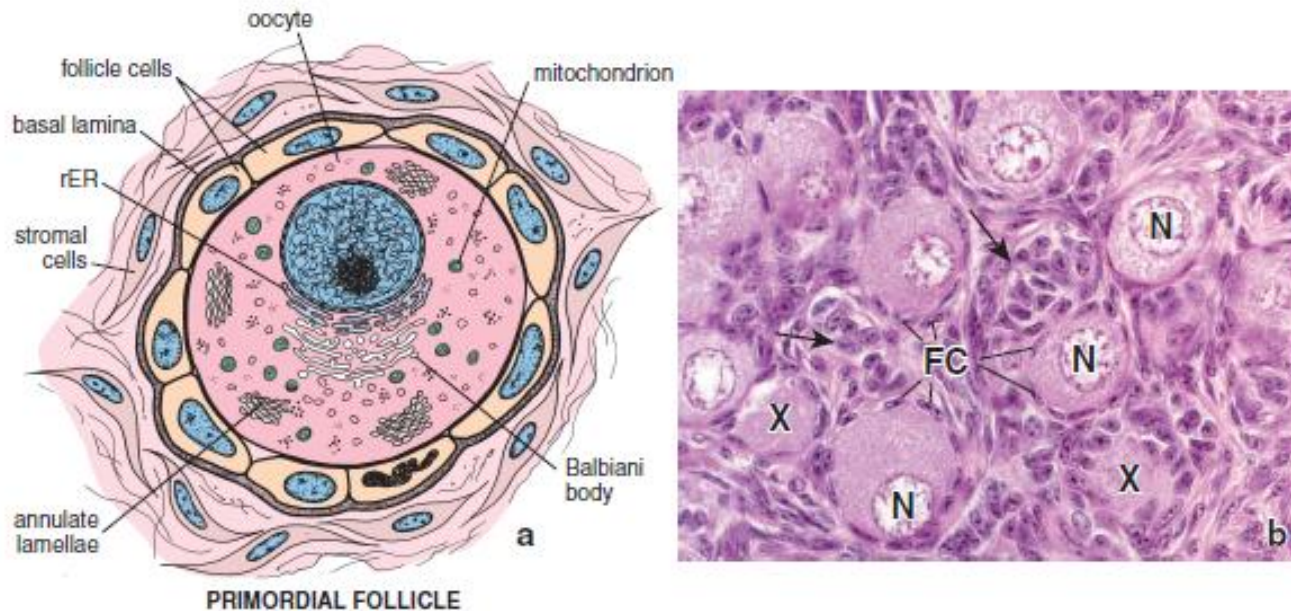 oocyte
follicle cells
mitochondrion
basal lamina
rER
stromal
cells
Balbiani
body
annulate
lamellae
a
PRIMORDIAL FOLLICLE
N
FC
N
X
X
N
b